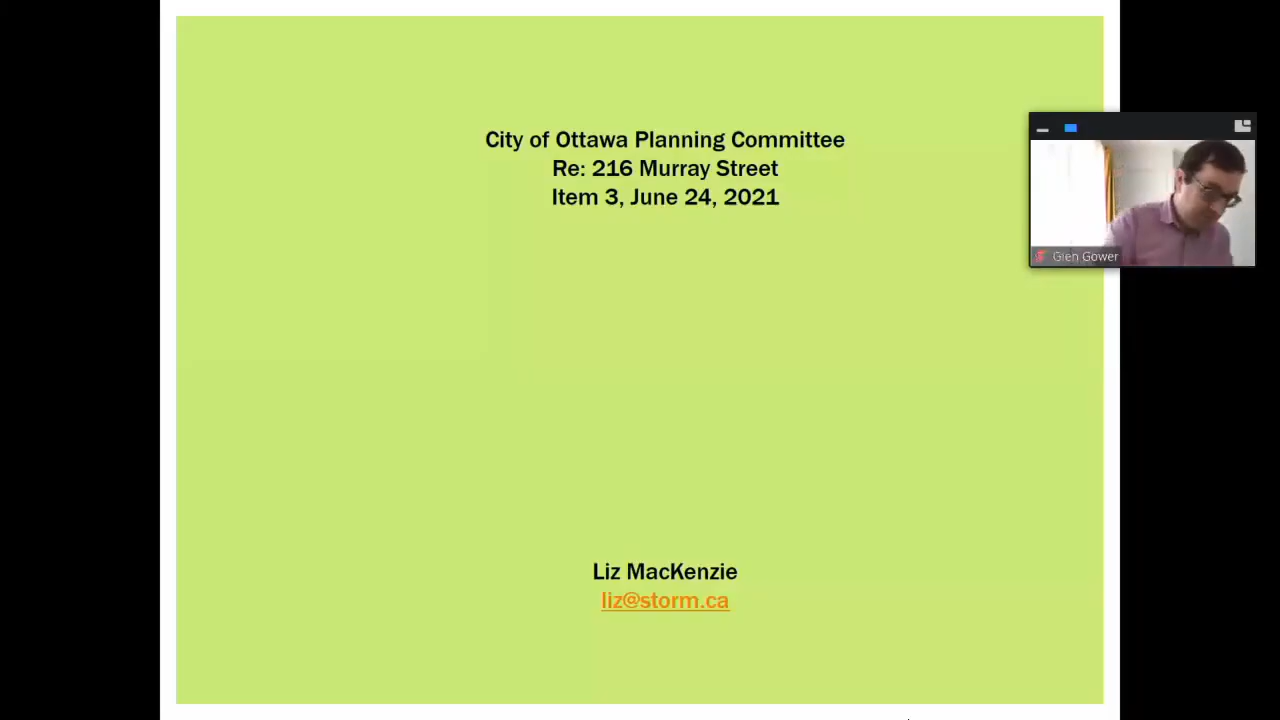 City of Ottawa Planning Committee
Re: 216 Murray Street
Item 3, June 24, 2021
Glen Gower
Liz MacKenzie
liz@storm.ca